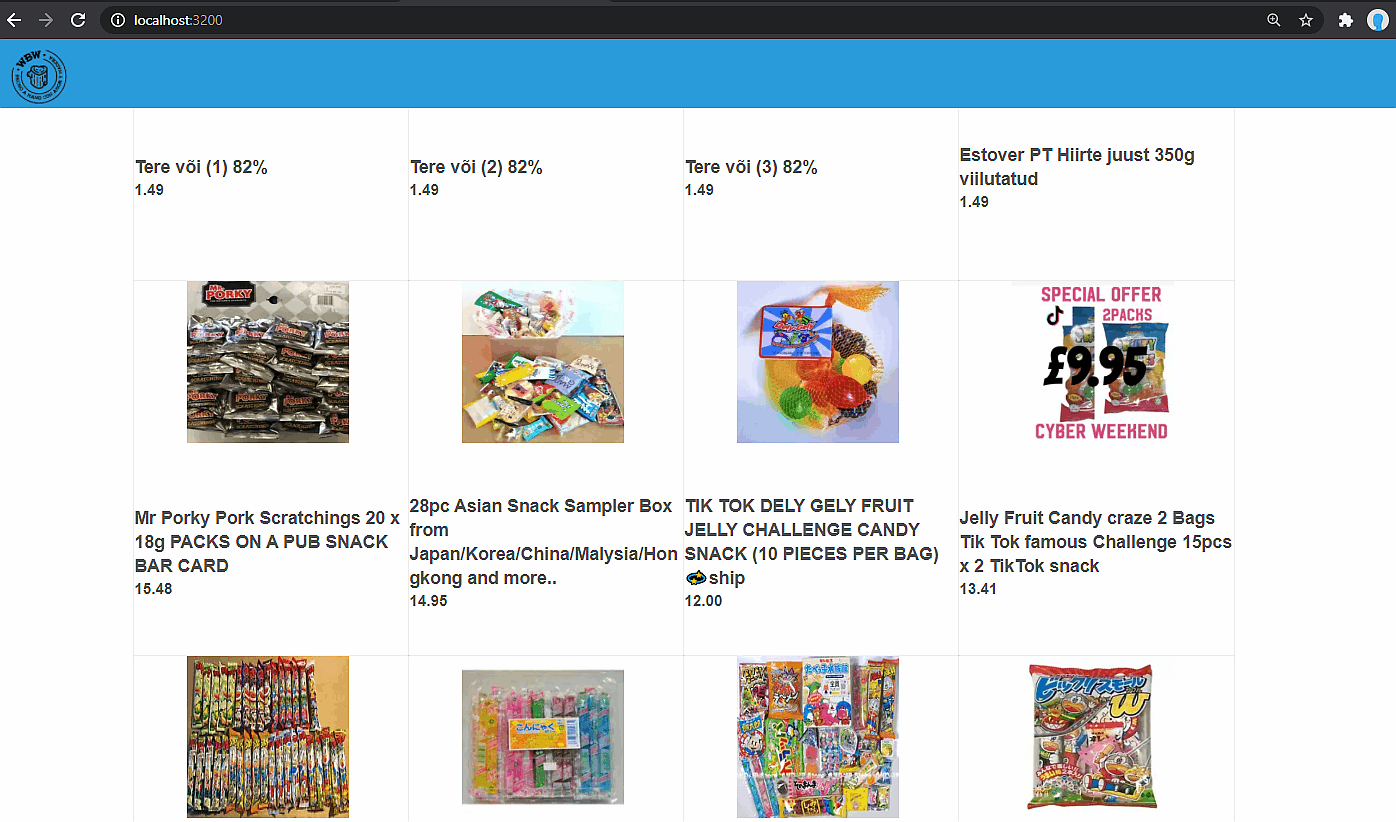 localhost:3200
WBW
Tere või (1) 82%
1.49
Tere või (2) 82%
1.49
Tere või (3) 82%
1.49
Estover PT Hiirte juust 350g
viilutatud
1.49
Mr.
PORKY
SPECIAL OFFER
2PACKS
£9.95
CYBER WEEKEND
Mr Porky Pork Scratchings 20 x
18g PACKS ON A PUB SNACK
BAR CARD
15.48
28pc Asian Snack Sampler Box
from
Japan/Korea/China/Malysia/Hon
gkong and more..
14.95
TIK TOK DELY GELY FRUIT
JELLY CHALLENGE CANDY
SNACK (10 PIECES PER BAG)
ship
12.00
Jelly Fruit Candy craze 2 Bags
Tik Tok famous Challenge 15pcs
x 2 TikTok snack
13.41
こんにゃく